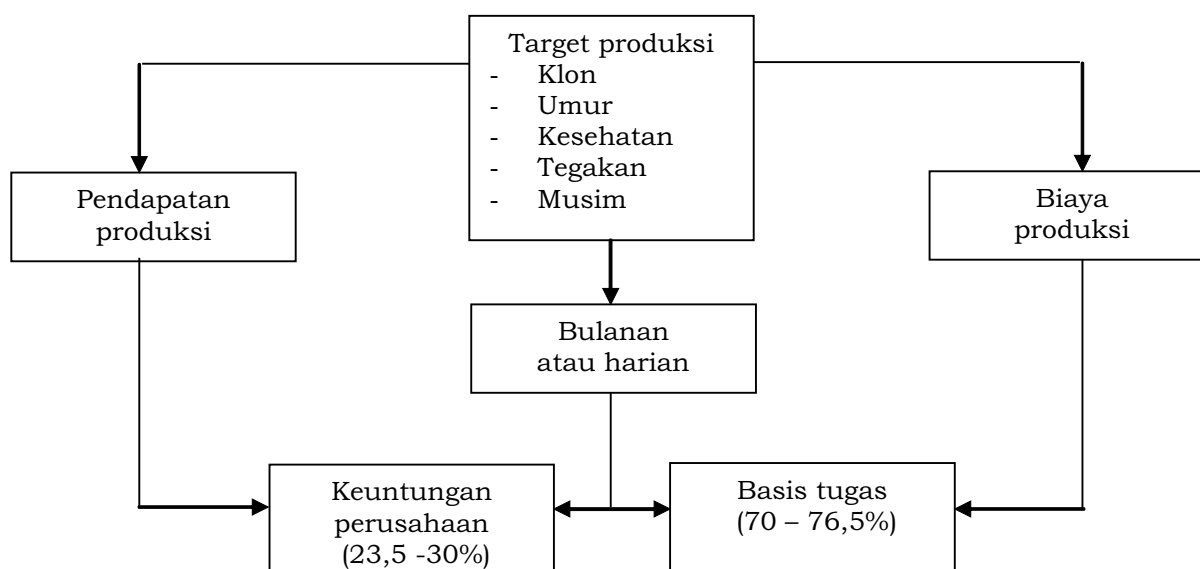 Target produksi
- Klon
- Umur
- Kesehatan
- Tegakan
- Musim
Pendapatan
produksi
Biaya
produksi
Bulanan
atau harian
Keuntungan
perusahaan
(23,5 -30%)
Basis tugas
(70 – 76,5%)